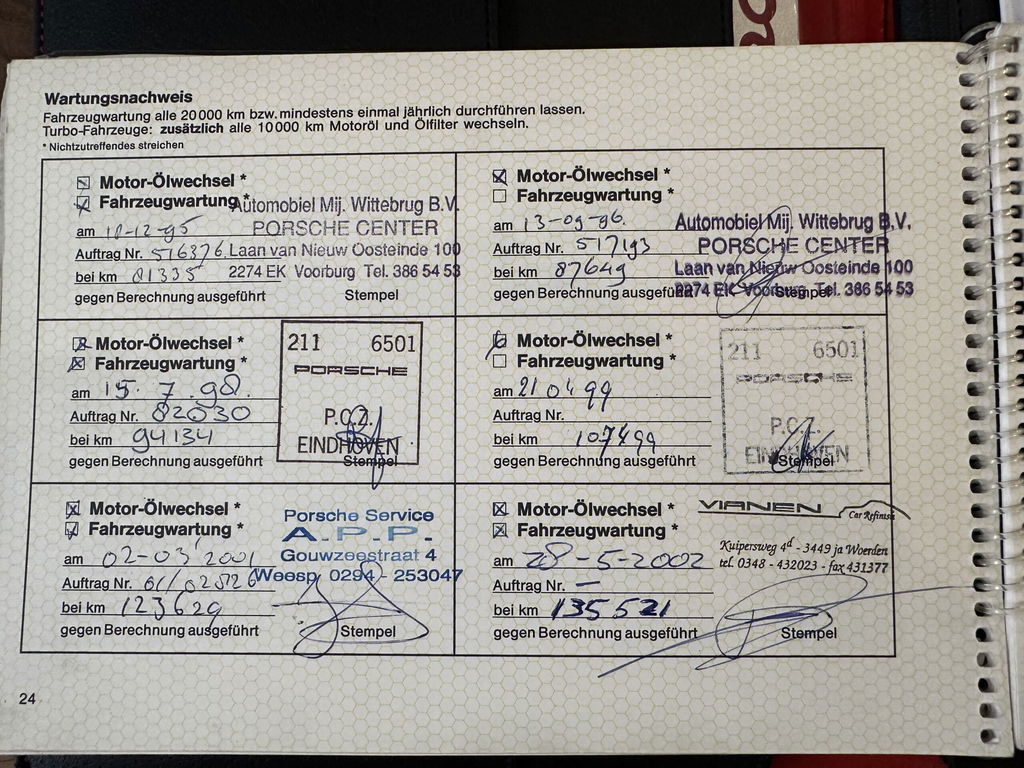 Wartungsnachweis
Fahrzeugwartung alle 20000 km bzw. mindestens einmal jährlich durchführen lassen.
Turbo-Fahrzeuge: zusätzlich alle 10000 km Motoröl und Ölfilter wechseln.
* Nichtzutreffendes streichen
Motor-Ölwechsel *
Fahrzeugwartung *
am 18-12-95
Auftrag Nr. 516376
bei km 81335
gegen Berechnung ausgeführt
Stempel
Automobiel Mij. Wittebrug B.V.
PORSCHE CENTER
Laan van Nieuw Oosteinde 100
2274 EK Voorburg Tel. 386 54 53
Motor-Ölwechsel *
Fahrzeugwartung *
am 13-09-96.
Auftrag Nr. 517193
bei km 87649
gegen Berechnung ausgeführt
Stempel
Automobiel Mij. Wittebrug B.V.
PORSCHE CENTER
Laan van Nieuw Oosteinde 100
2274 EK Voorburg Tel. 386 54 53
Motor-Ölwechsel *
Fahrzeugwartung *
am 15.7.98.
Auftrag Nr. 82030
bei km 94134
gegen Berechnung ausgeführt
Stempel
211 6501
PORSCHE
P.C.Z.
EINDHOVEN
Motor-Ölwechsel *
Fahrzeugwartung *
am 21 04 99
Auftrag Nr.
bei km 107499
gegen Berechnung ausgeführt
Stempel
211 6501
PORSCHE
P.C.Z.
EINDHOVEN
Motor-Ölwechsel *
Fahrzeugwartung *
am 02-03-2001
Auftrag Nr.
bei km 123629
gegen Berechnung ausgeführt
Stempel
Porsche Service
A.P.P.
Gouwzeestraat 4
Weesp 0294 - 253047
Motor-Ölwechsel *
Fahrzeugwartung *
am 28-5-2002
Auftrag Nr. -
bei km 135521
gegen Berechnung ausgeführt
Stempel
VIANEN
Car Refinish
Kuipersweg 4d - 3449 ja Woerden
tel. 0348 - 432023 - fax 431377
24